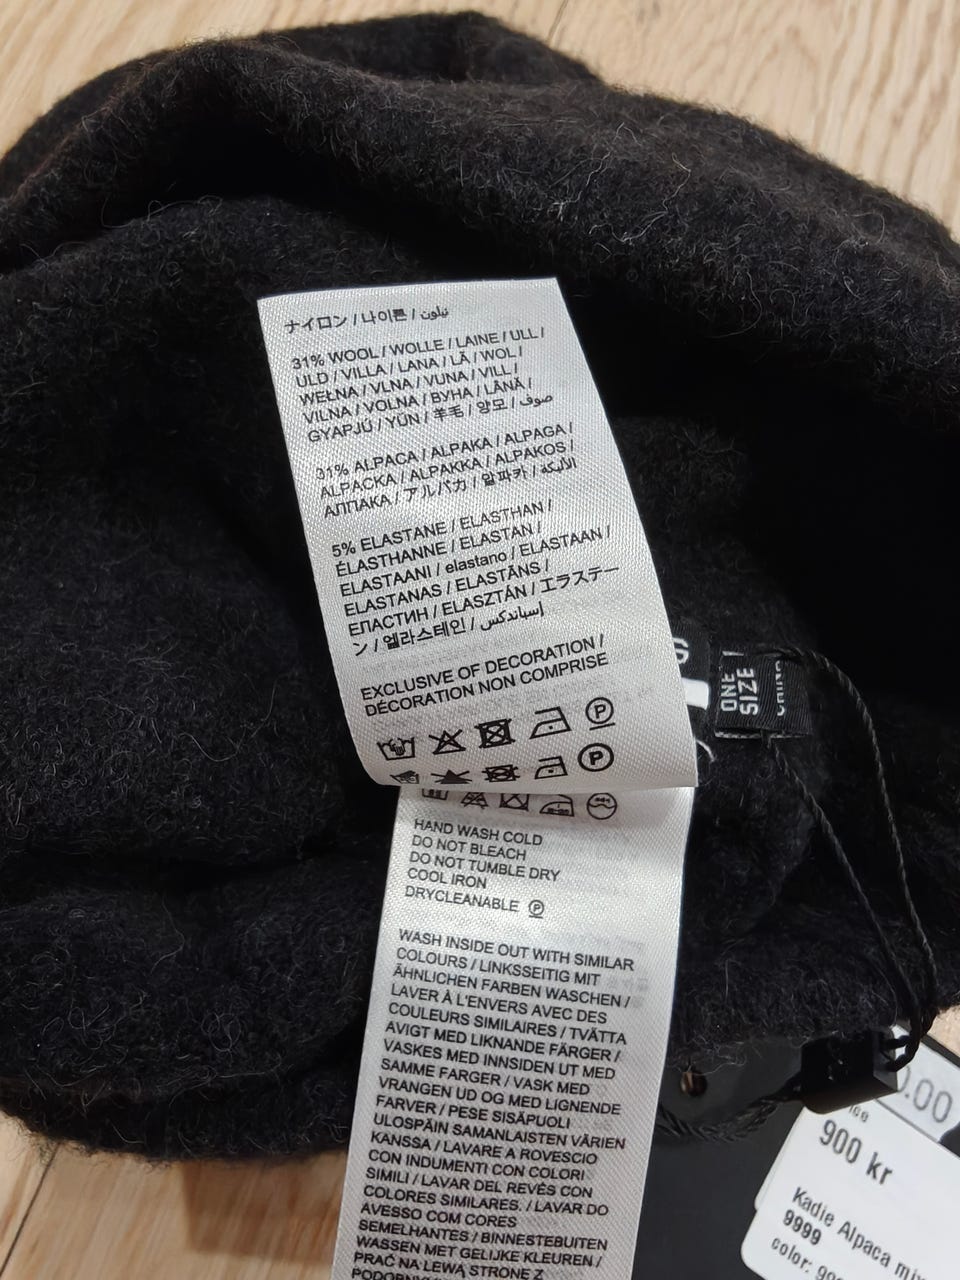 ナイロン / 나이론 / نيلون
31% WOOL / WOLLE / LAINE / ULL /
ULD / VILLA / LANA / LÃ / WOL /
WEŁNA / VLNA / VUNA / VILL /
VILNA / VOLNA / ВУНА / LÂNĂ /
GYAPJÚ / YÜN / 羊毛 / 양모 / صوف
31% ALPACA / ALPAKA / ALPAGA /
ALPACKA / ALPAKKA / ALPAKOS /
АЛПАКА / アルパカ / 알파카 / الألبكة
5% ELASTANE / ELASTHAN /
ÉLASTHANNE / ELASTAN /
ELASTAANI / elastano / ELASTAAN /
ELASTANAS / ELASTĀNS /
ЕЛАСТИН / ELASZTÁN / エラステー
ン / 엘라스테인 / إسباندكس
EXCLUSIVE OF DECORATION /
DÉCORATION NON COMPRISE
HAND WASH COLD
DO NOT BLEACH
DO NOT TUMBLE DRY
COOL IRON
DRYCLEANABLE Ⓟ
WASH INSIDE OUT WITH SIMILAR
COLOURS / LINKSSEITIG MIT
ÄHNLICHEN FARBEN WASCHEN /
LAVER À L'ENVERS AVEC DES
COULEURS SIMILAIRES / TVÄTTA
AVIGT MED LIKNANDE FÄRGER /
VASKES MED INNSIDEN UT MED
SAMME FARGER / VASK MED
VRANGEN UD OG MED LIGNENDE
FARVER / PESE SISÄPUOLI
ULOSPÄIN SAMANLAISTEN VÄRIEN
KANSSA / LAVARE A ROVESCIO
CON INDUMENTI CON COLORI
SIMILI / LAVAR DEL REVÉS CON
COLORES SIMILARES. / LAVAR DO
AVESSO COM CORES
SEMELHANTES / BINNESTEBUITEN
WASSEN MET GELIJKE KLEUREN /
PRAĆ NA LEWĄ STRONĘ Z
ONE
SIZE
0.00
900 kr
Kadie Alpaca mi
9999
color: